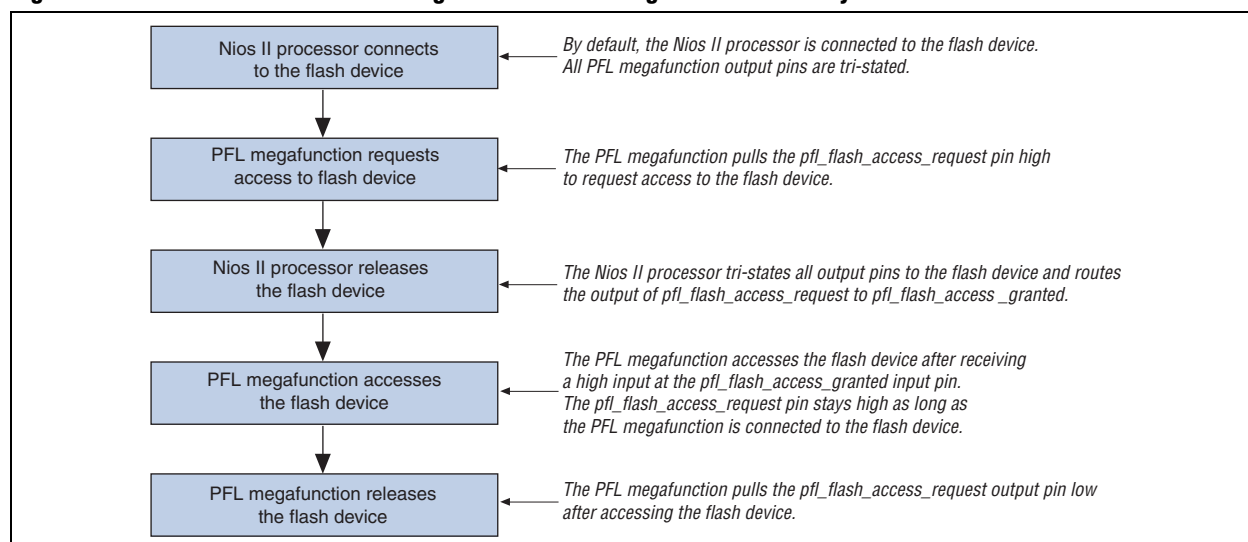 Nios II processor connects
to the flash device
By default, the Nios II processor is connected to the flash device.
All PFL megafunction output pins are tri-stated.
PFL megafunction requests
access to flash device
The PFL megafunction pulls the pfl_flash_access_request pin high
to request access to the flash device.
Nios II processor releases
the flash device
The Nios II processor tri-states all output pins to the flash device and routes
the output of pfl_flash_access_request to pfl_flash_access _granted.
PFL megafunction accesses
the flash device
The PFL megafunction accesses the flash device after receiving
a high input at the pfl_flash_access_granted input pin.
The pfl_flash_access_request pin stays high as long as
the PFL megafunction is connected to the flash device.
PFL megafunction releases
the flash device
The PFL megafunction pulls the pfl_flash_access_request output pin low
after accessing the flash device.